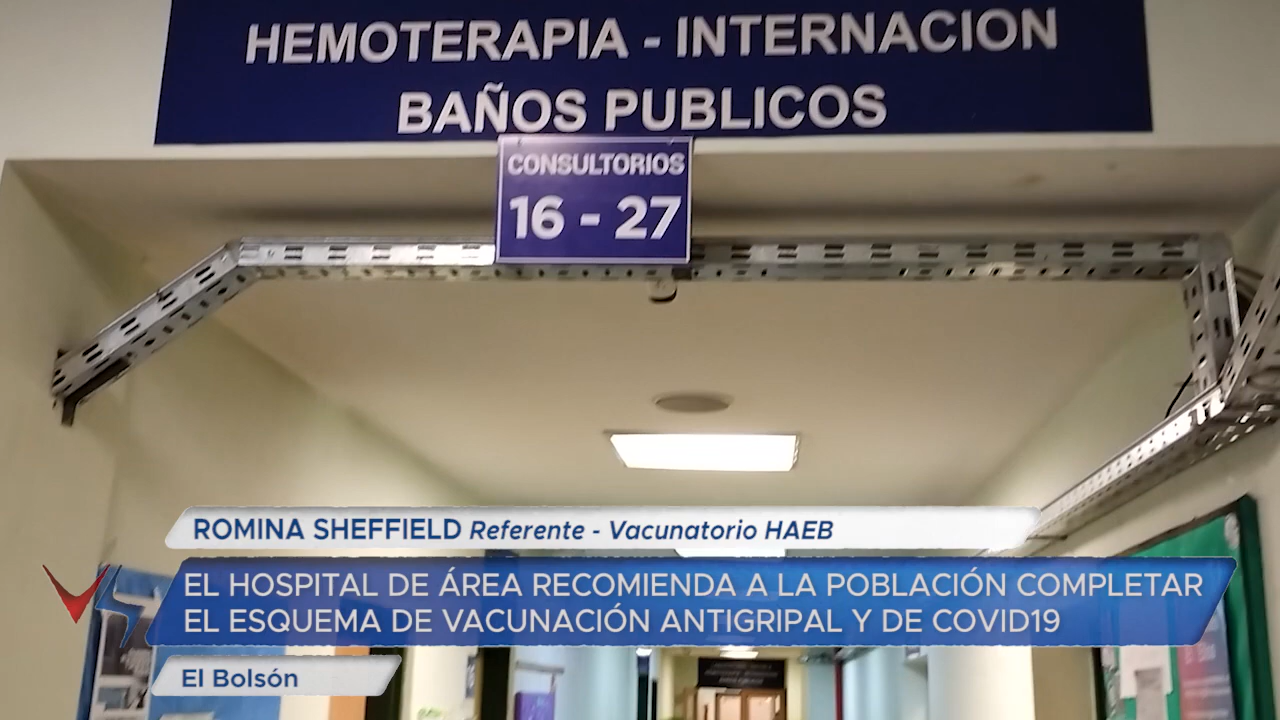 HEMOTERAPIA - INTERNACION
BAÑOS PUBLICOS
CONSULTORIOS
16 - 27
ROMINA SHEFFIELD Referente - Vacunatorio HAEB
EL HOSPITAL DE ÁREA RECOMIENDA A LA POBLACIÓN COMPLETAR
EL ESQUEMA DE VACUNACIÓN ANTIGRIPAL Y DE COVID19
El Bolsón